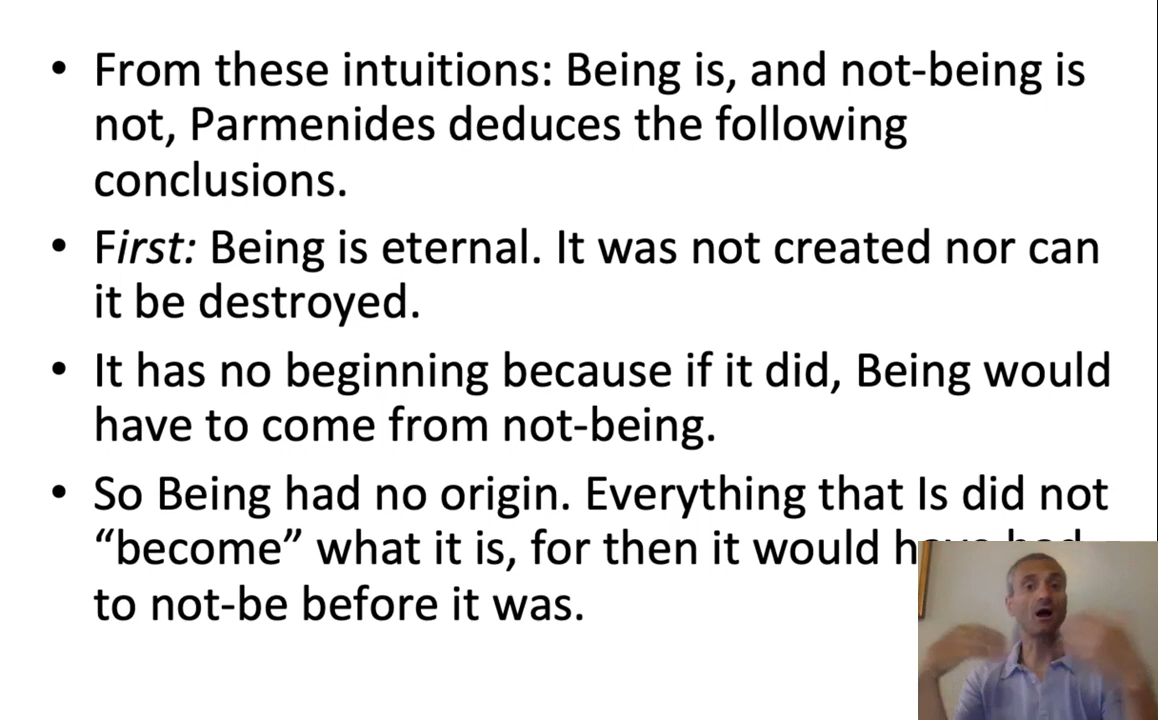 • From these intuitions: Being is, and not-being is
not, Parmenides deduces the following
conclusions.
• First: Being is eternal. It was not created nor can
it be destroyed.
• It has no beginning because if it did, Being would
have to come from not-being.
• So Being had no origin. Everything that Is did not
“become” what it is, for then it would have had
to not-be before it was.